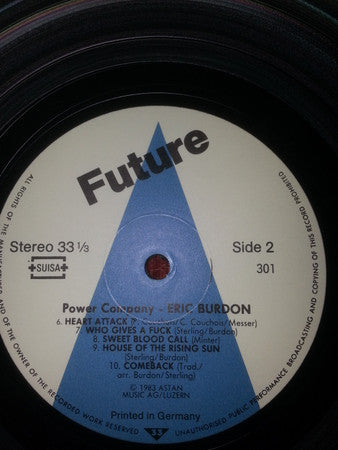 Future
Stereo 33 1/3
SUISA
Side 2
301
Power Company - ERIC BURDON
6. HEART ATTACK (P. Couchois/C. Couchois/Messer)
7. WHO GIVES A FUCK (Sterling/Burdon)
8. SWEET BLOOD CALL (Minter)
9. HOUSE OF THE RISING SUN
(Sterling/Burdon)
10. COMEBACK (Trad./
arr. Burdon/Sterling)
© 1983 ASTAN
MUSIC AG/LUZERN
Printed in Germany
33
ALL RIGHTS OF THE
AND OF THE OWNER OF THE RECORDED WORK RESERVED
UNAUTHORISED PUBLIC PERFORMANCE BROADCASTING AND COPYING OF THIS RECORD PROHIBITED